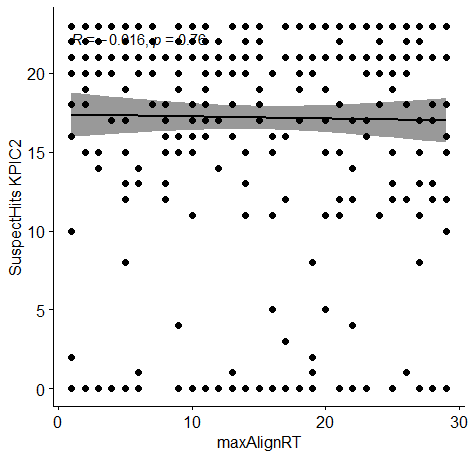 R = −0.016, p = 0.76
20
15
10
5
0
SuspectHits KPIC2
0 10 20 30
maxAlignRT